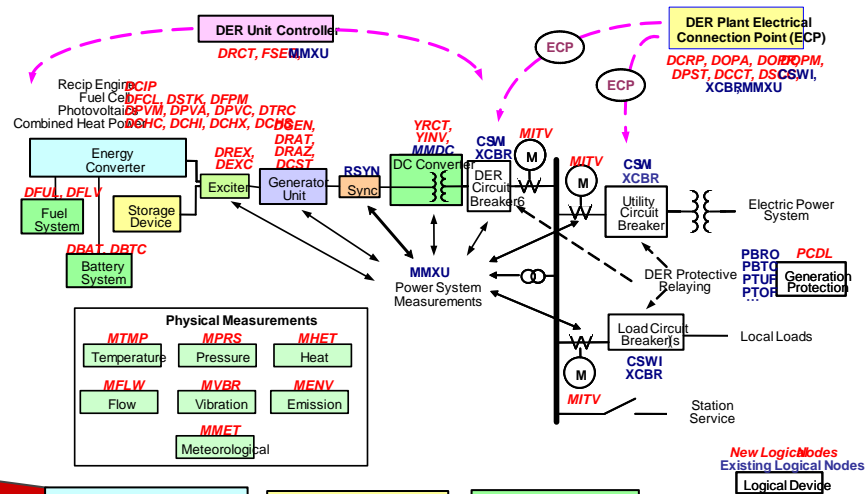 DER Unit Controller
DRCT, FSEQ, MMXU
ECP
DER Plant Electrical
Connection Point (ECP)
ECP
DCRP, DOPA, DOPR, DOPM,
DPST, DCCT, DSCC, CSWI,
XCBR, MMXU
Recip Engine DCIP
Fuel Cell DFCL, DSTK, DFPM
Photovoltaics DPVM, DPVA, DPVC, DTRC
Combined Heat Power DCHC, DCHI, DCHX, DCHS
Energy
Converter
DREX,
DEXC
DGEN,
DRAT,
DRAZ,
DCST
RSYN
YRCT,
YINV,
MMDC
DC Converter
CSWI
XCBR
MITV
M
MITV
M
CSWI
XCBR
DFUL, DFLV
Fuel
System
Storage
Device
Exciter
Generator
Unit
Sync
DER
Circuit
Breaker6
Utility
Circuit
Breaker
Electric Power
System
DBAT, DBTC
Battery
System
MMXU
Power System
Measurements
DER Protective
Relaying
PBRO
PBTC
PTUF
PTOF
...
PCDL
Generation
Protection
Physical Measurements
MTMP
Temperature
MPRS
Pressure
MHET
Heat
MFLW
Flow
MVBR
Vibration
MENV
Emission
MMET
Meteorological
Load Circuit
Breaker(s
CSWI
XCBR
Local Loads
M
MITV
Station
Service
New Logical Nodes
Existing Logical Nodes
Logical Device